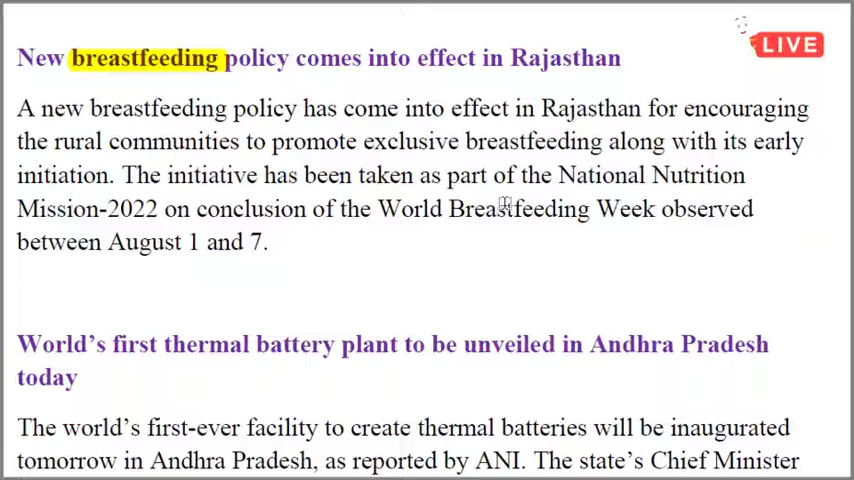 LIVE
New breastfeeding policy comes into effect in Rajasthan
A new breastfeeding policy has come into effect in Rajasthan for encouraging
the rural communities to promote exclusive breastfeeding along with its early
initiation. The initiative has been taken as part of the National Nutrition
Mission-2022 on conclusion of the World Breastfeeding Week observed
between August 1 and 7.
World’s first thermal battery plant to be unveiled in Andhra Pradesh
today
The world’s first-ever facility to create thermal batteries will be inaugurated
tomorrow in Andhra Pradesh, as reported by ANI. The state’s Chief Minister